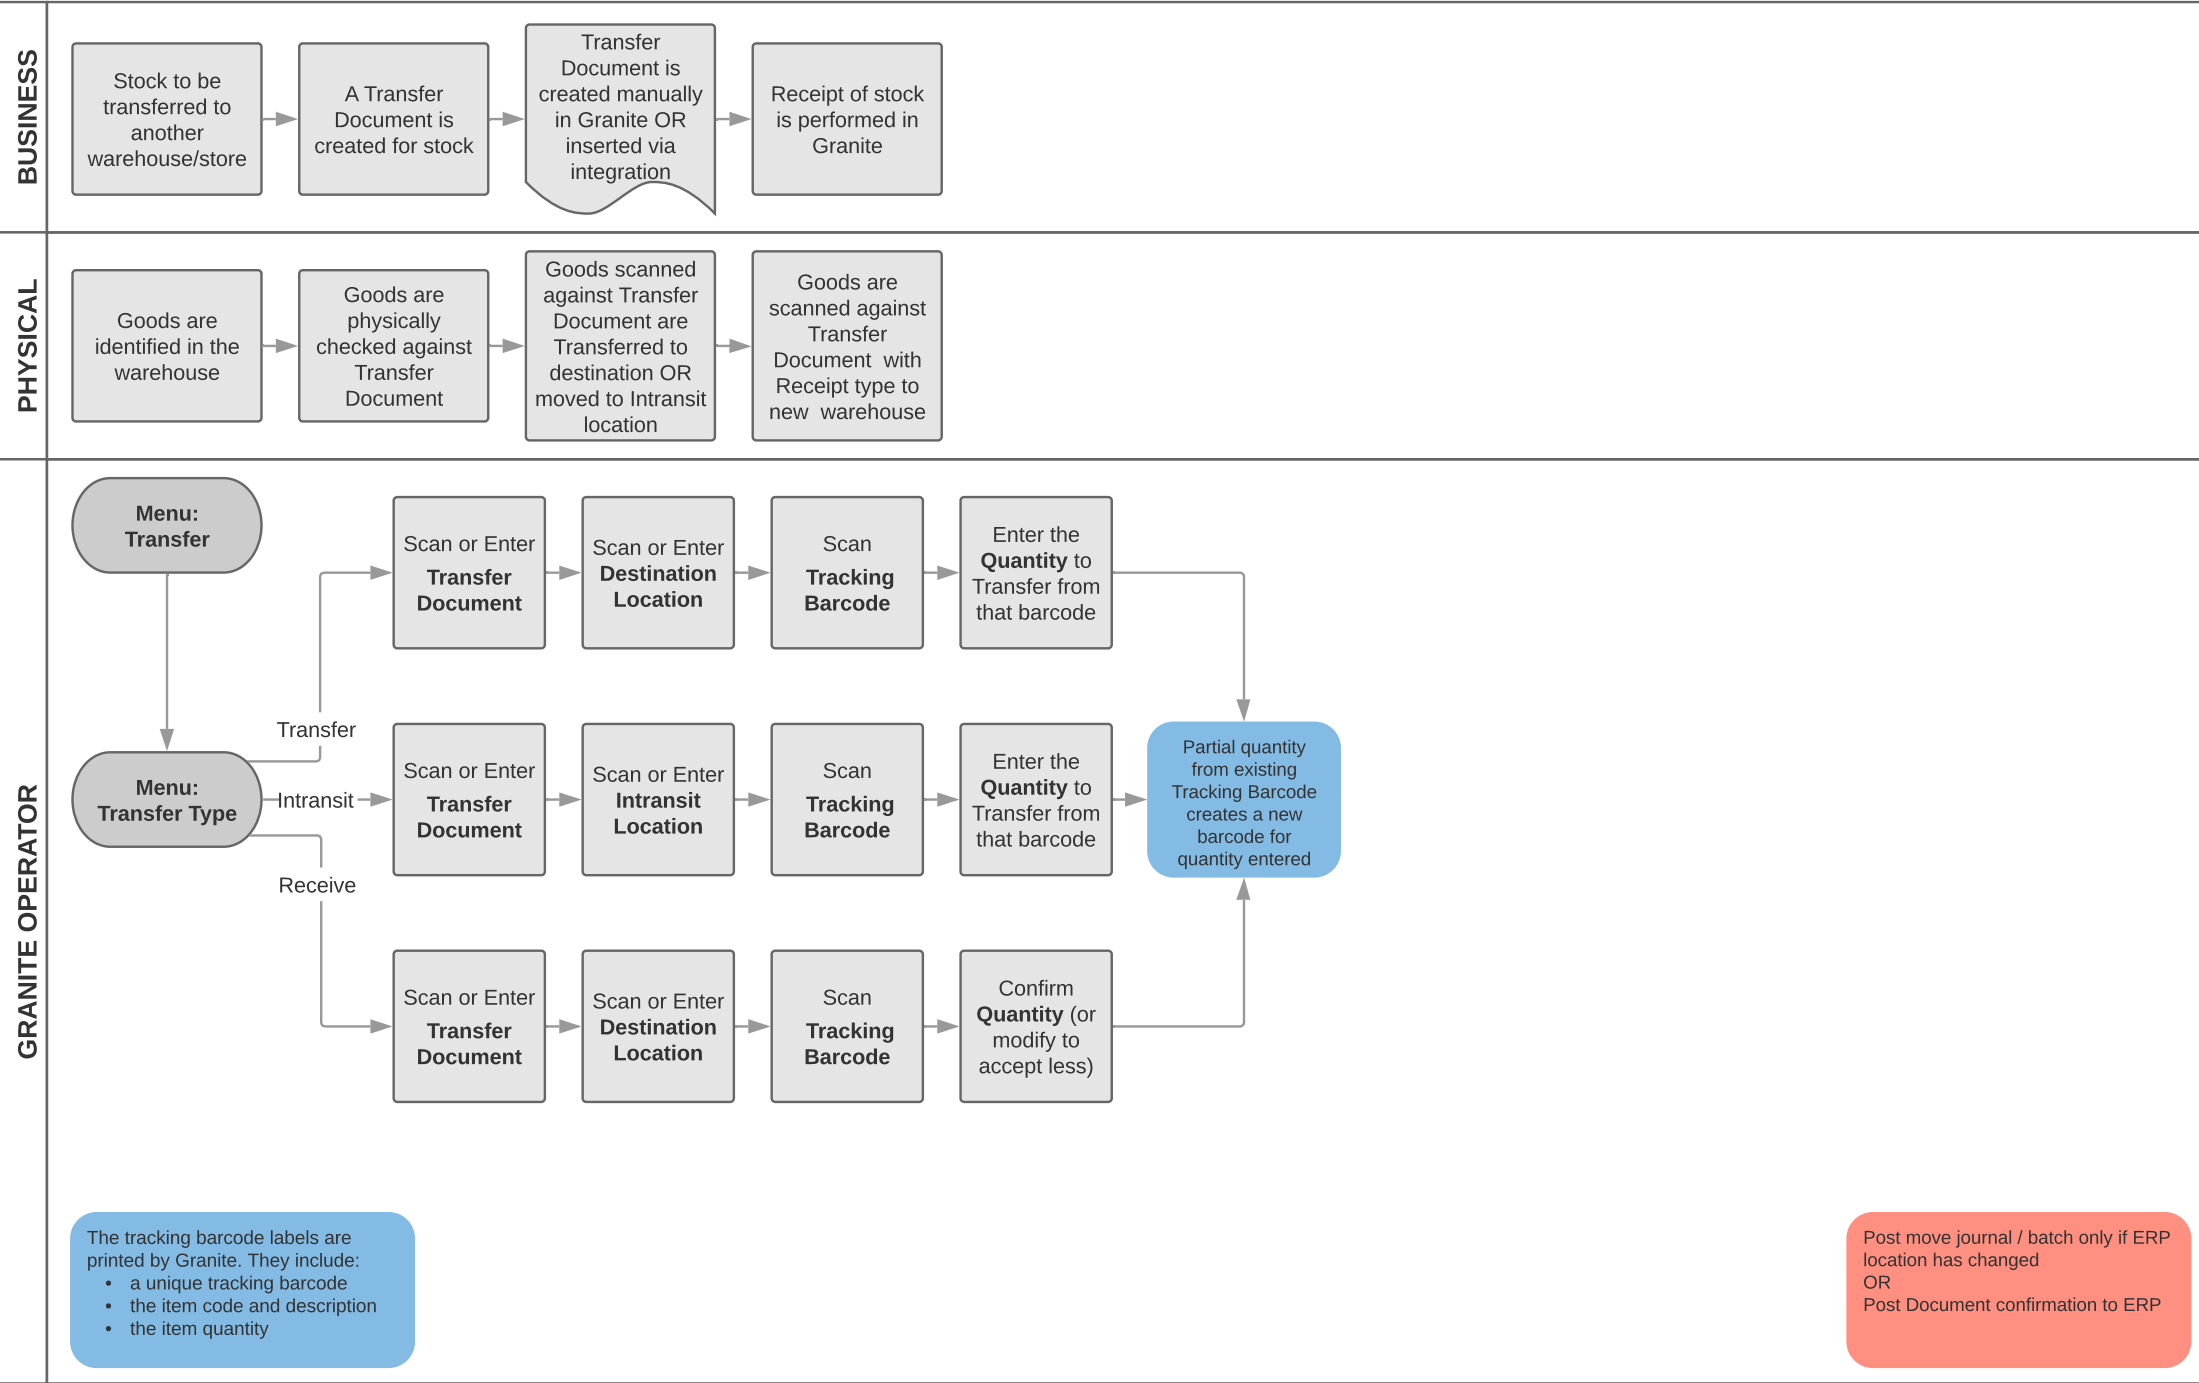 BUSINESS
Stock to be
transferred to
another
warehouse/store
A Transfer
Document is
created for stock
Transfer
Document is
created manually
in Granite OR
inserted via
integration
Receipt of stock
is performed in
Granite
PHYSICAL
Goods are
identified in the
warehouse
Goods are
physically
checked against
Transfer
Document
Goods scanned
against Transfer
Document are
Transferred to
destination OR
moved to Intransit
location
Goods are
scanned against
Transfer
Document with
Receipt type to
new warehouse
GRANITE OPERATOR
Menu:
Transfer
Menu:
Transfer Type
Transfer
Scan or Enter
Transfer
Document
Scan or Enter
Destination
Location
Scan
Tracking
Barcode
Enter the
Quantity to
Transfer from
that barcode
Intransit
Scan or Enter
Transfer
Document
Scan or Enter
Intransit
Location
Scan
Tracking
Barcode
Enter the
Quantity to
Transfer from
that barcode
Partial quantity
from existing
Tracking Barcode
creates a new
barcode for
quantity entered
Receive
Scan or Enter
Transfer
Document
Scan or Enter
Destination
Location
Scan
Tracking
Barcode
Confirm
Quantity (or
modify to
accept less)
The tracking barcode labels are
printed by Granite. They include:
• a unique tracking barcode
• the item code and description
• the item quantity
Post move journal / batch only if ERP
location has changed
OR
Post Document confirmation to ERP